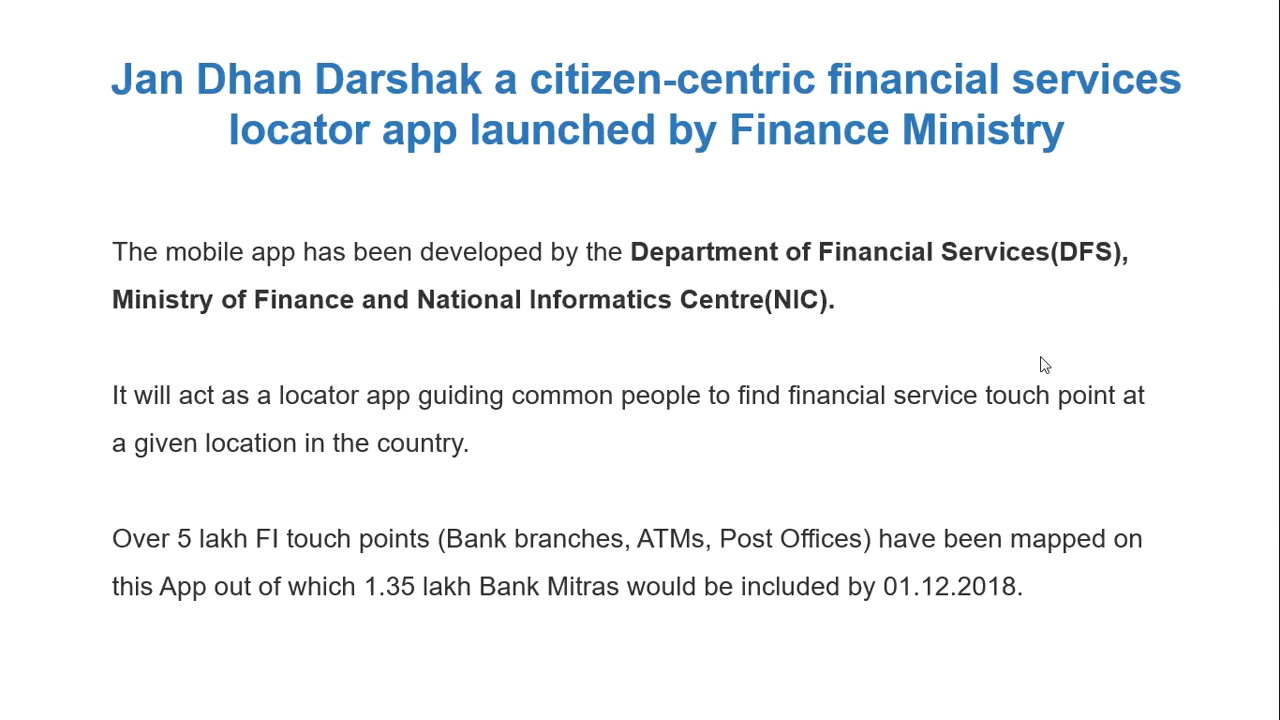 Jan Dhan Darshak a citizen-centric financial services
locator app launched by Finance Ministry
The mobile app has been developed by the Department of Financial Services(DFS),
Ministry of Finance and National Informatics Centre(NIC).
It will act as a locator app guiding common people to find financial service touch point at
a given location in the country.
Over 5 lakh FI touch points (Bank branches, ATMs, Post Offices) have been mapped on
this App out of which 1.35 lakh Bank Mitras would be included by 01.12.2018.